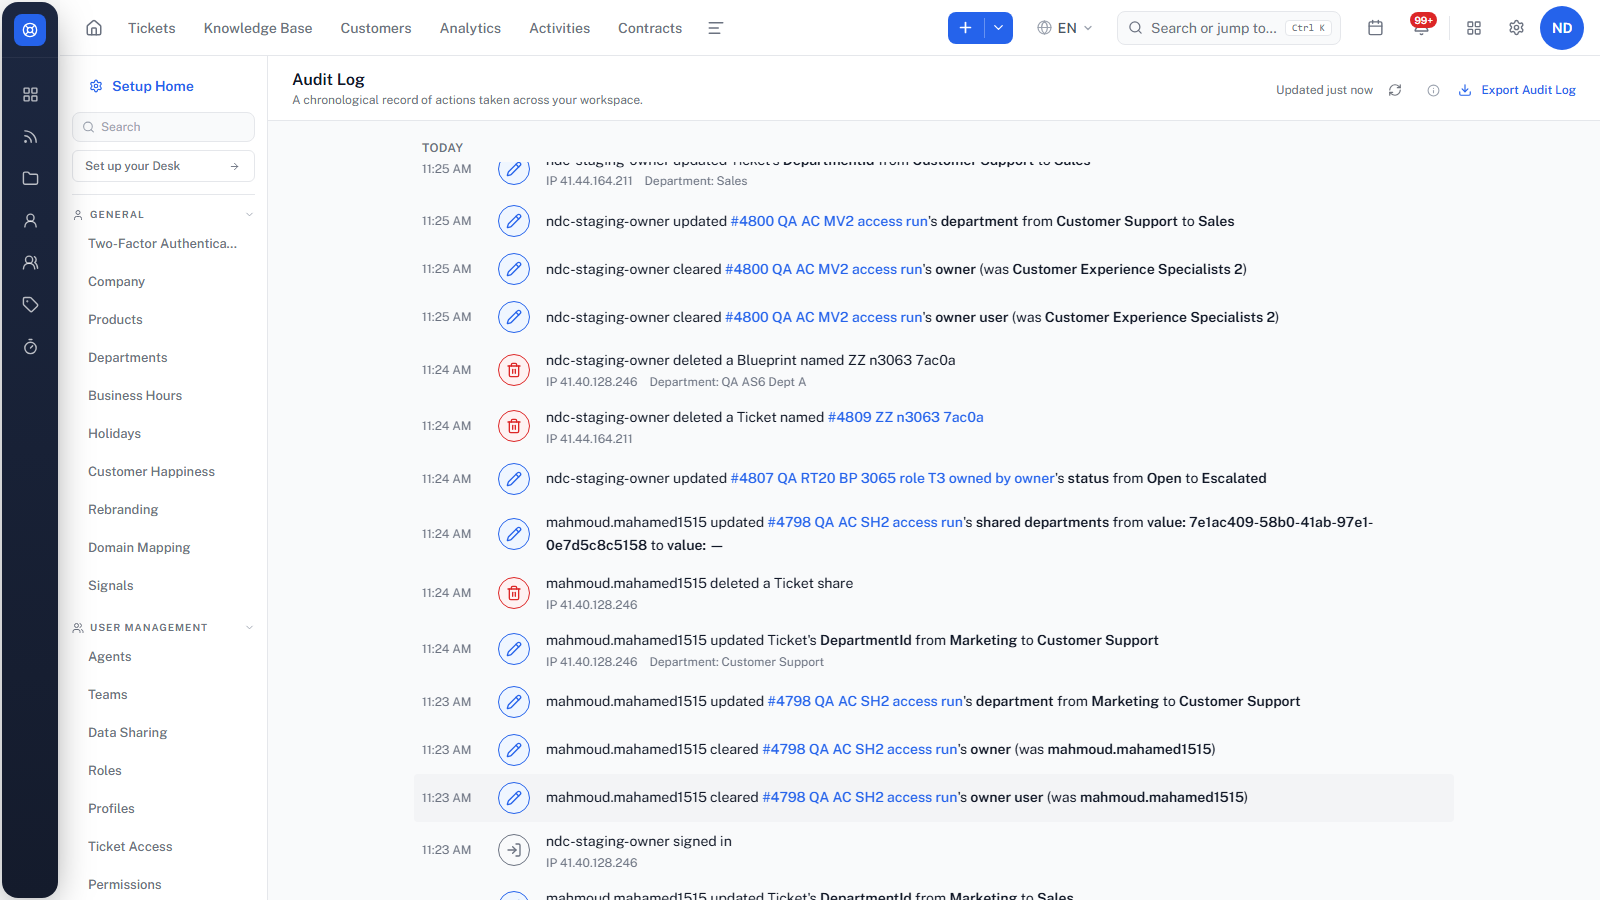 Tickets
Knowledge Base
Customers
Analytics
Activities
Contracts
EN
Search or jump to...
Ctrl K
99+
ND
Setup Home
Search
Set up your Desk
GENERAL
Two-Factor Authentica...
Company
Products
Departments
Business Hours
Holidays
Customer Happiness
Rebranding
Domain Mapping
Signals
USER MANAGEMENT
Agents
Teams
Data Sharing
Roles
Profiles
Ticket Access
Permissions
Audit Log
A chronological record of actions taken across your workspace.
Updated just now
Export Audit Log
TODAY
11:25 AM
ndc-staging-owner updated Ticket's DepartmentId from Customer Support to Sales
IP 41.44.164.211 Department: Sales
11:25 AM
ndc-staging-owner updated #4800 QA AC MV2 access run's department from Customer Support to Sales
11:25 AM
ndc-staging-owner cleared #4800 QA AC MV2 access run's owner (was Customer Experience Specialists 2)
11:25 AM
ndc-staging-owner cleared #4800 QA AC MV2 access run's owner user (was Customer Experience Specialists 2)
11:24 AM
ndc-staging-owner deleted a Blueprint named ZZ n3063 7ac0a
IP 41.40.128.246 Department: QA AS6 Dept A
11:24 AM
ndc-staging-owner deleted a Ticket named #4809 ZZ n3063 7ac0a
IP 41.44.164.211
11:24 AM
ndc-staging-owner updated #4807 QA RT20 BP 3065 role T3 owned by owner's status from Open to Escalated
11:24 AM
mahmoud.mahamed1515 updated #4798 QA AC SH2 access run's shared departments from value: 7e1ac409-58b0-41ab-97e1-
0e7d5c8c5158 to value: —
11:24 AM
mahmoud.mahamed1515 deleted a Ticket share
IP 41.40.128.246
11:24 AM
mahmoud.mahamed1515 updated Ticket's DepartmentId from Marketing to Customer Support
IP 41.40.128.246 Department: Customer Support
11:23 AM
mahmoud.mahamed1515 updated #4798 QA AC SH2 access run's department from Marketing to Customer Support
11:23 AM
mahmoud.mahamed1515 cleared #4798 QA AC SH2 access run's owner (was mahmoud.mahamed1515)
11:23 AM
mahmoud.mahamed1515 cleared #4798 QA AC SH2 access run's owner user (was mahmoud.mahamed1515)
11:23 AM
ndc-staging-owner signed in
IP 41.40.128.246
mahmoud.mahamed1515 updated Ticket's DepartmentId from Marketing to Sales